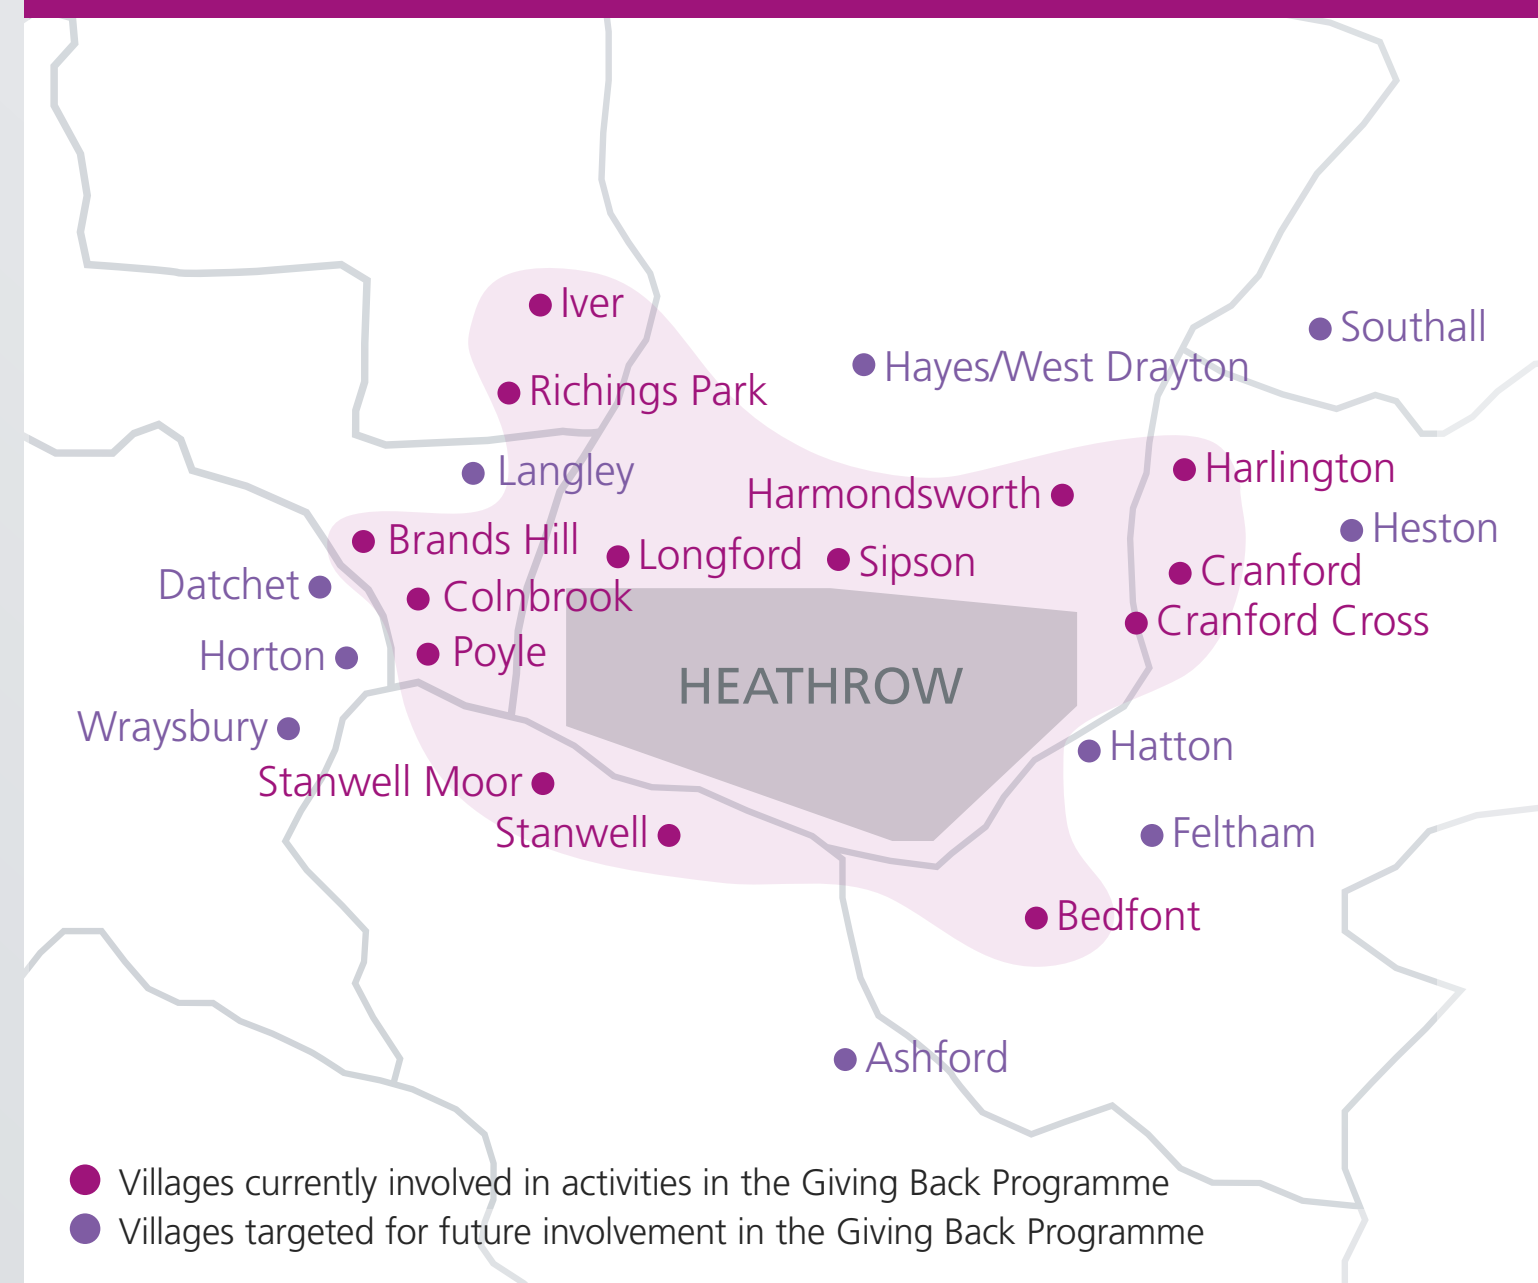 Iver
Southall
Hayes/West Drayton
Richings Park
Langley
Harlington
Harmondsworth
Heston
Brands Hill
Longford
Sipson
Cranford
Datchet
Colnbrook
Cranford Cross
Horton
Poyle
HEATHROW
Wraysbury
Hatton
Stanwell Moor
Stanwell
Feltham
Bedfont
Ashford
Villages currently involved in activities in the Giving Back Programme
Villages targeted for future involvement in the Giving Back Programme